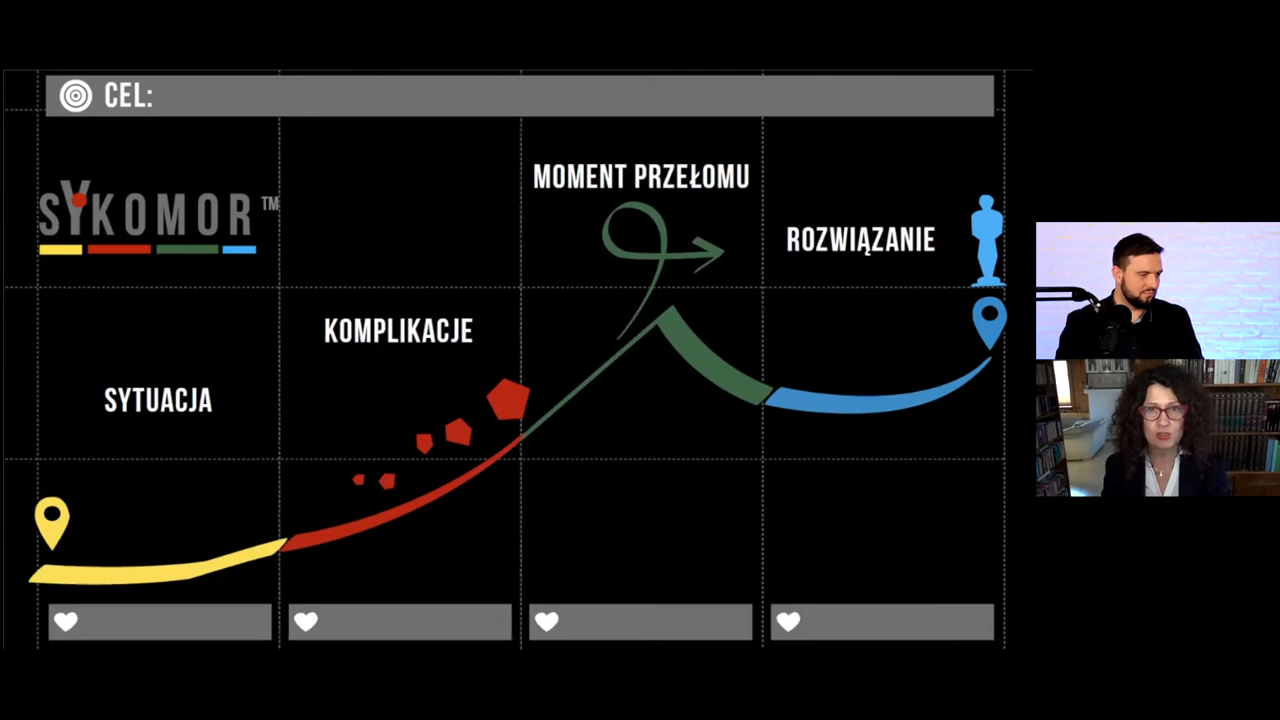 CEL:
SYKOMOR™
MOMENT PRZEŁOMU
ROZWIĄZANIE
KOMPLIKACJE
SYTUACJA